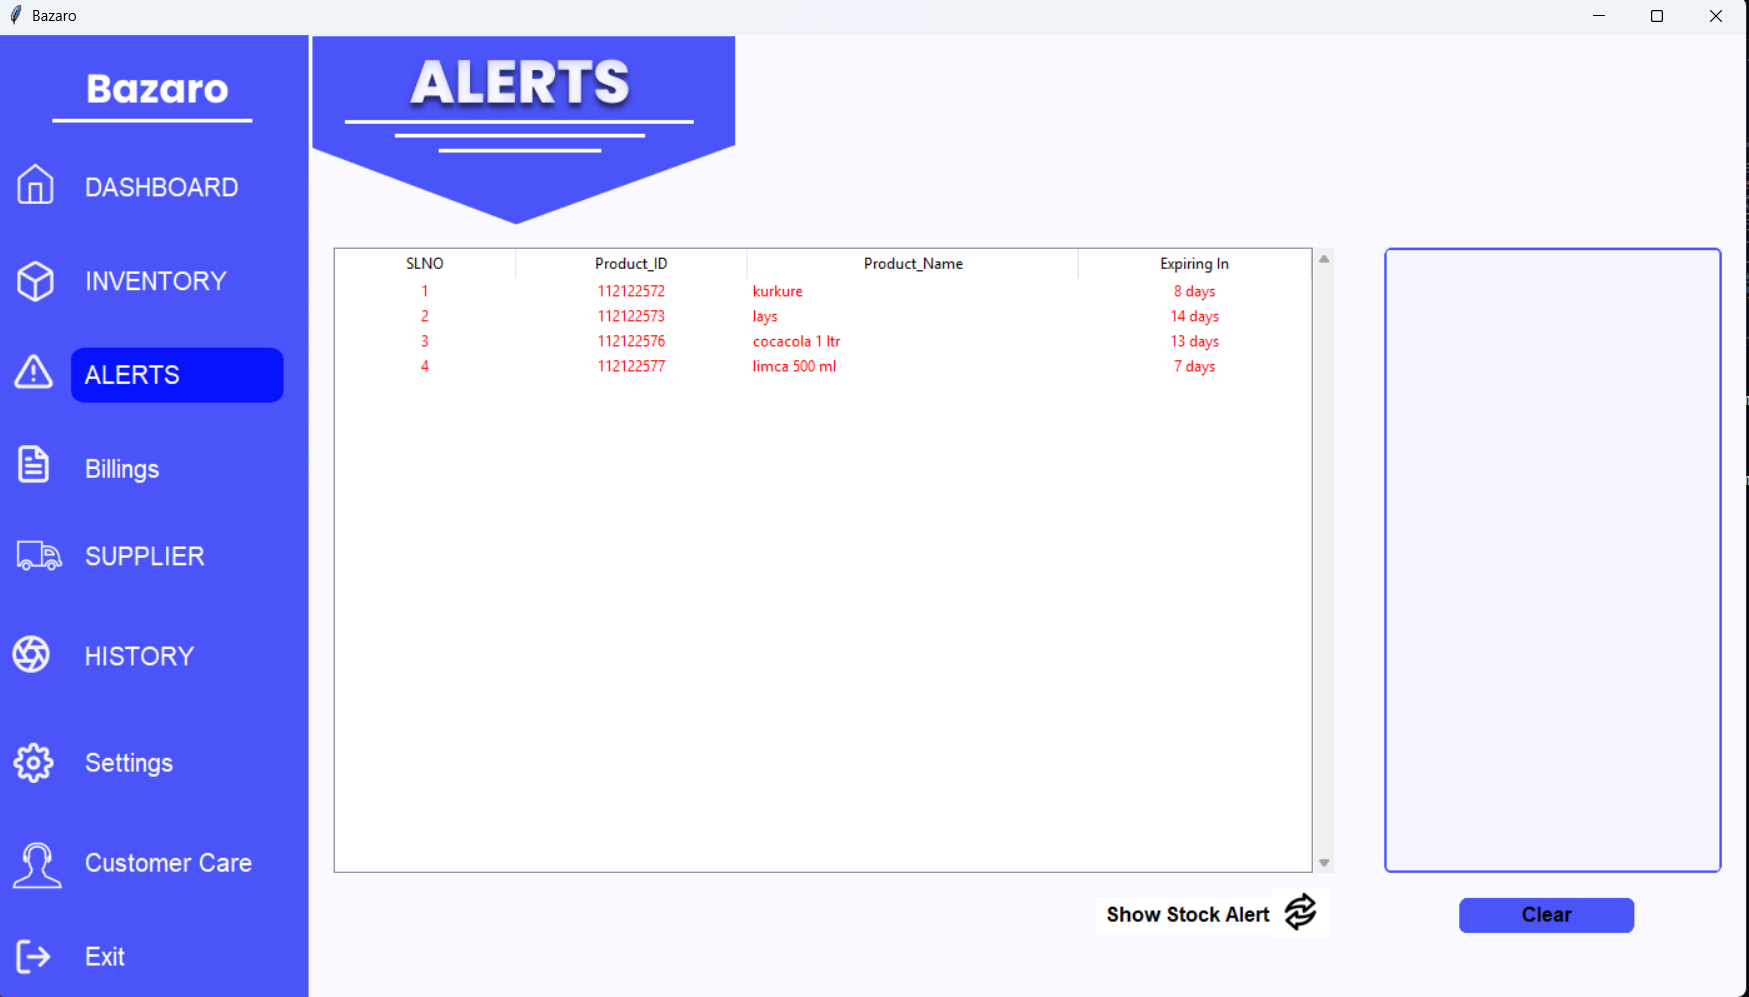 Bazaro
Bazaro
DASHBOARD
INVENTORY
ALERTS
Billings
SUPPLIER
HISTORY
Settings
Customer Care
Exit
ALERTS
SLNO Product_ID Product_Name Expiring In
1 112122572 kurkure 8 days
2 112122573 lays 14 days
3 112122576 cocacola 1 ltr 13 days
4 112122577 limca 500 ml 7 days
Show Stock Alert
Clear